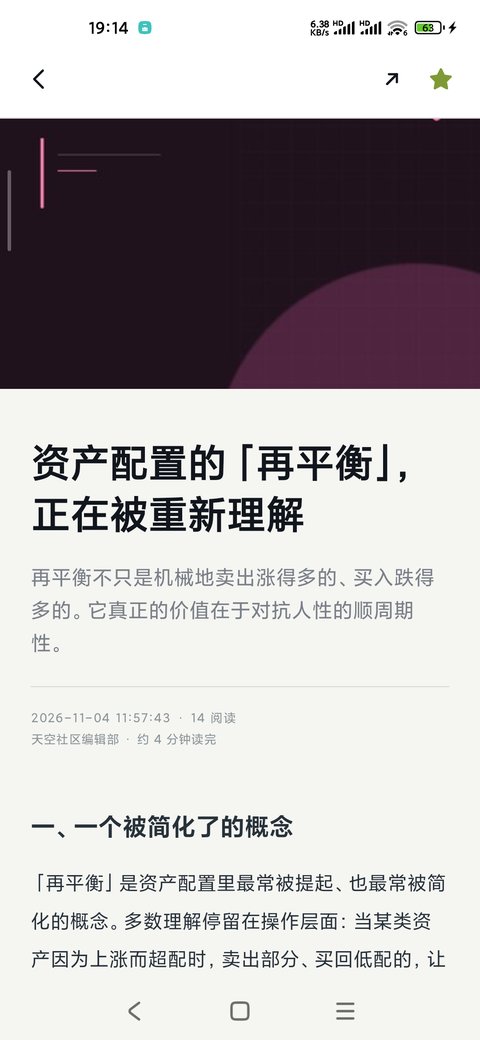 19:14
6.38 KB/s HD HD 6 63
资产配置的「再平衡」，
正在被重新理解
再平衡不只是机械地卖出涨得多的、买入跌得
多的。它真正的价值在于对抗人性的顺周期
性。
2026-11-04 11:57:43 · 14 阅读
天空社区编辑部 · 约 4 分钟读完
一、一个被简化了的概念
「再平衡」是资产配置里最常被提起、也最常被简
化的概念。多数理解停留在操作层面：当某类资
产因为上涨而超配时，卖出部分、买回低配的，让